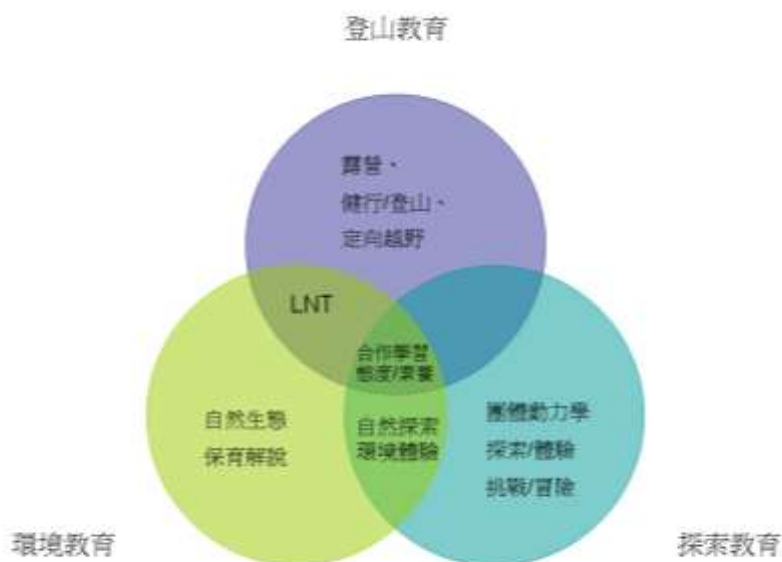 登山教育
露營、
健行/登山、
定向越野
LNT
合作學習
態度/素養
自然生態
保育解說
自然探索
環境體驗
團體動力學
探索/體驗
挑戰/冒險
環境教育
探索教育